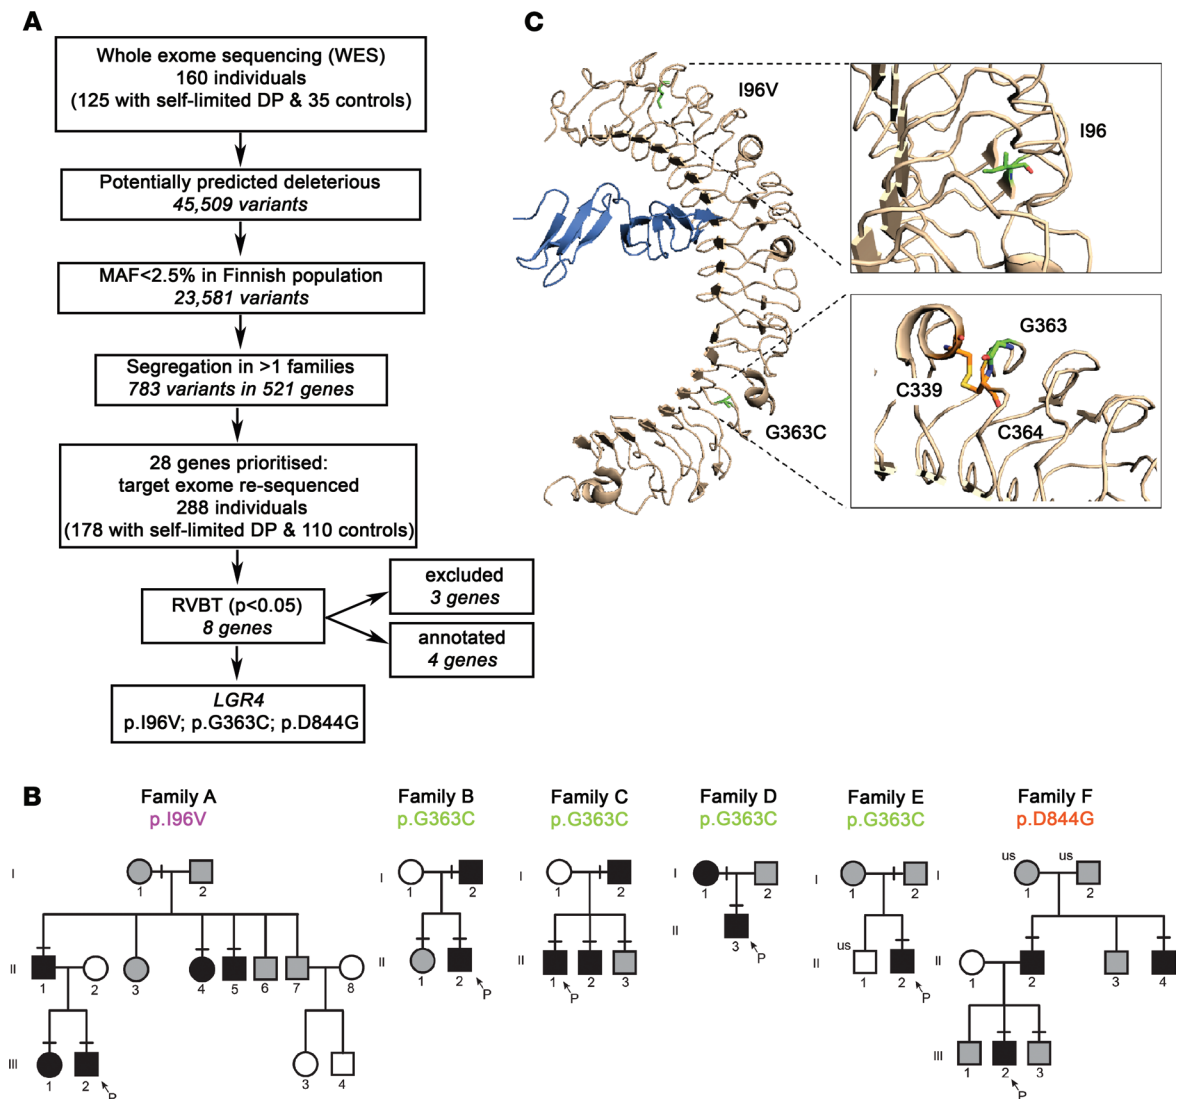 A
Whole exome sequencing (WES)
160 individuals
(125 with self-limited DP & 35 controls)
Potentially predicted deleterious
45,509 variants
MAF<2.5% in Finnish population
23,581 variants
Segregation in >1 families
783 variants in 521 genes
28 genes prioritised:
target exome re-sequenced
288 individuals
(178 with self-limited DP & 110 controls)
RVBT (p<0.05)
8 genes
excluded
3 genes
annotated
4 genes
LGR4
p.I96V; p.G363C; p.D844G
C
I96V
G363C
I96
G363
C339
C364
B
Family A
p.I96V
I
1
2
II
1
2
3
4
5
6
7
8
III
1
2
P
3
4
Family B
p.G363C
I
1
2
II
1
2
P
Family C
p.G363C
I
1
2
II
1
P
2
3
Family D
p.G363C
I
1
2
II
3
P
Family E
p.G363C
I
1
2
II
us
1
2
P
Family F
p.D844G
I
us
us
1
2
II
1
2
3
4
III
1
2
3
P